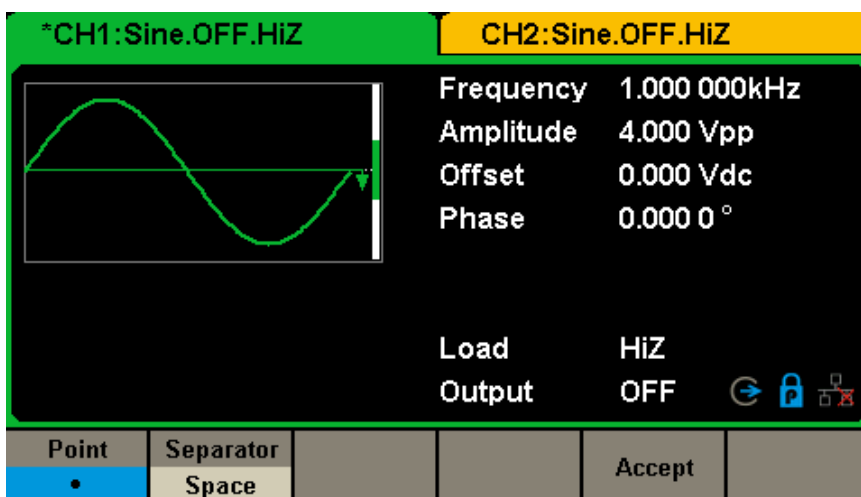 *CH1:Sine.OFF.HiZ CH2:Sine.OFF.HiZ
Frequency 1.000 000kHz
Amplitude 4.000 Vpp
Offset 0.000 Vdc
Phase 0.000 0 °
Load HiZ
Output OFF P
Point Separator Accept
• Space